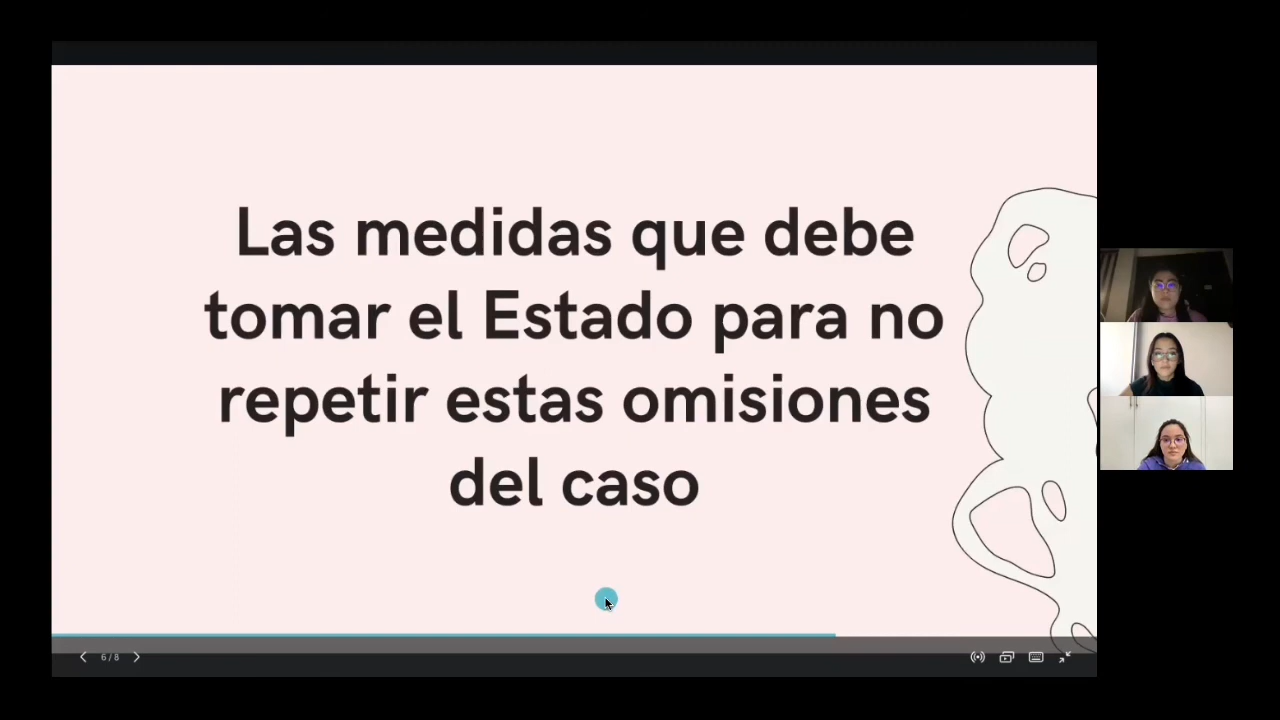 Las medidas que debe
tomar el Estado para no
repetir estas omisiones
del caso
6 / 8